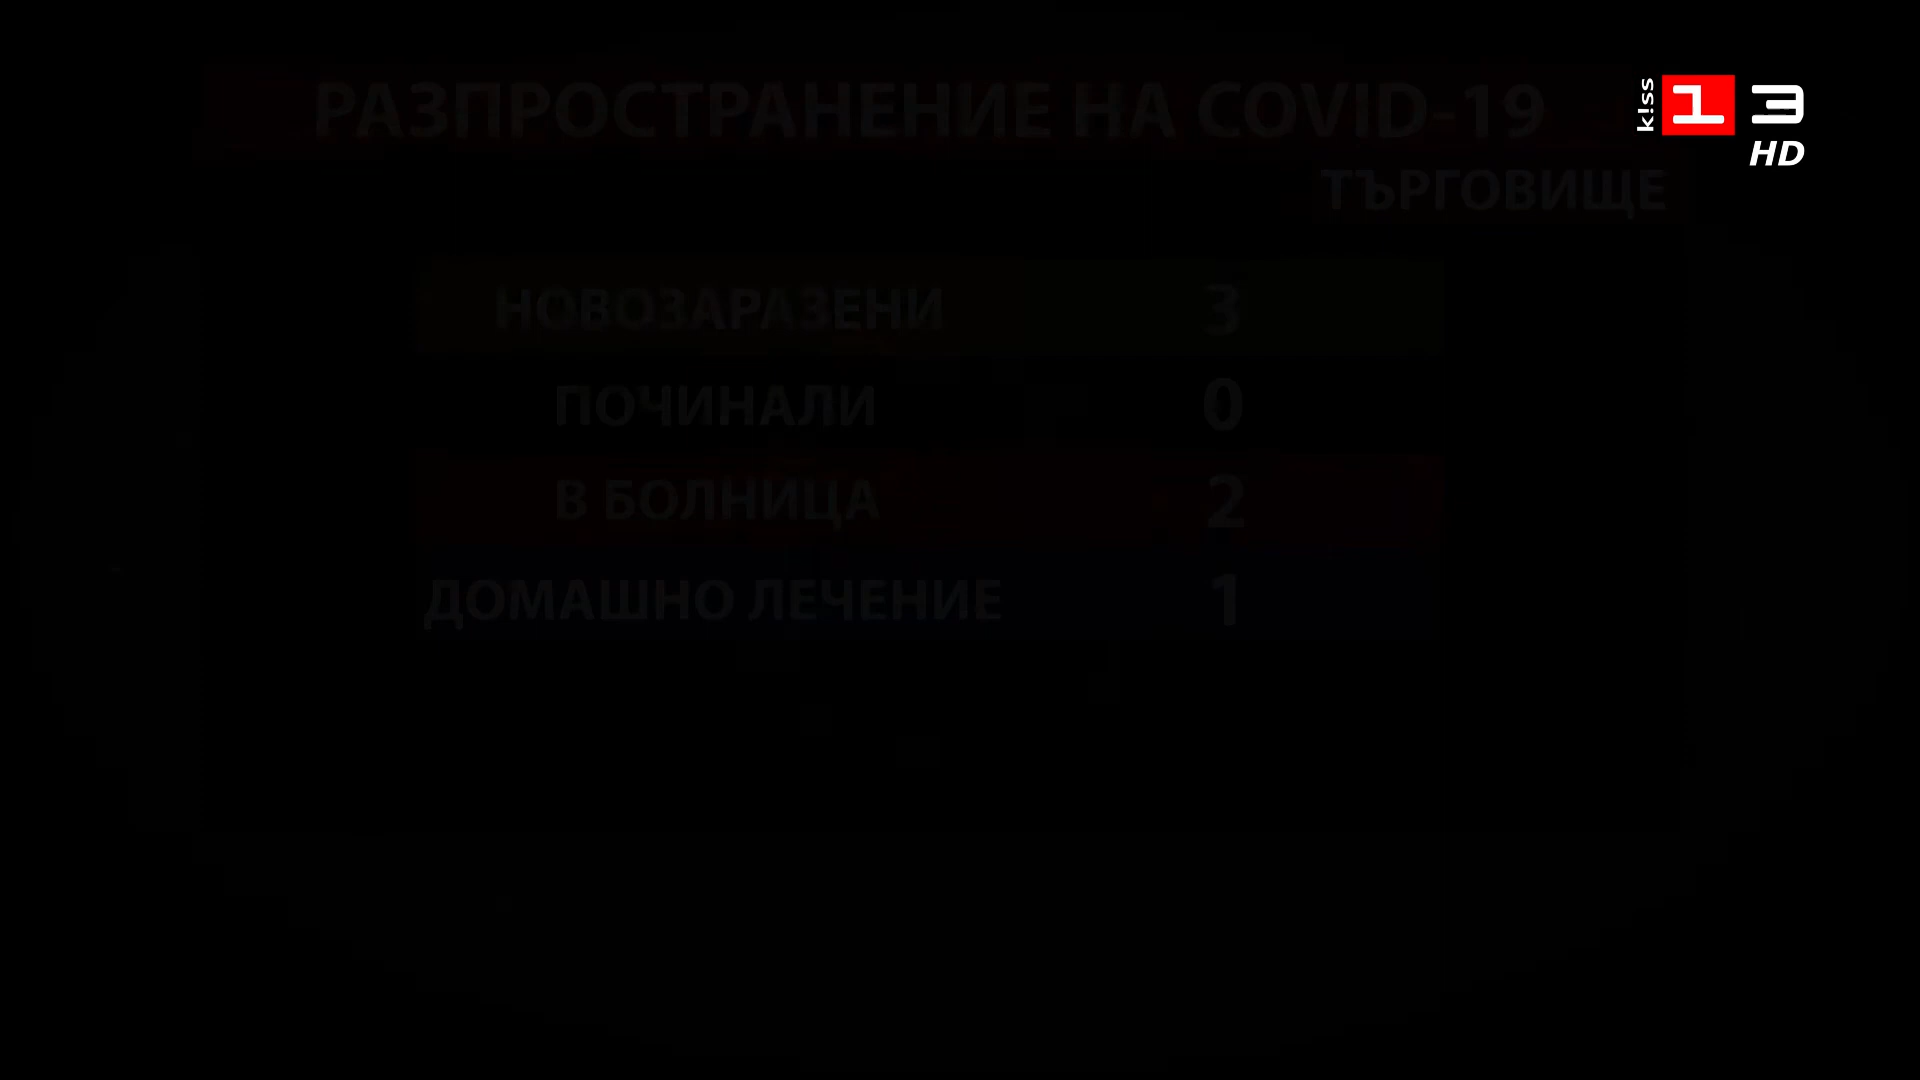 РАЗПРОСТРАНЕНИЕ НА COVID-19
kiss 13
HD
ТЪРГОВИЩЕ
НОВОЗАРАЗЕНИ 3
ПОЧИНАЛИ 0
В БОЛНИЦА 2
ДОМАШНО ЛЕЧЕНИЕ 1